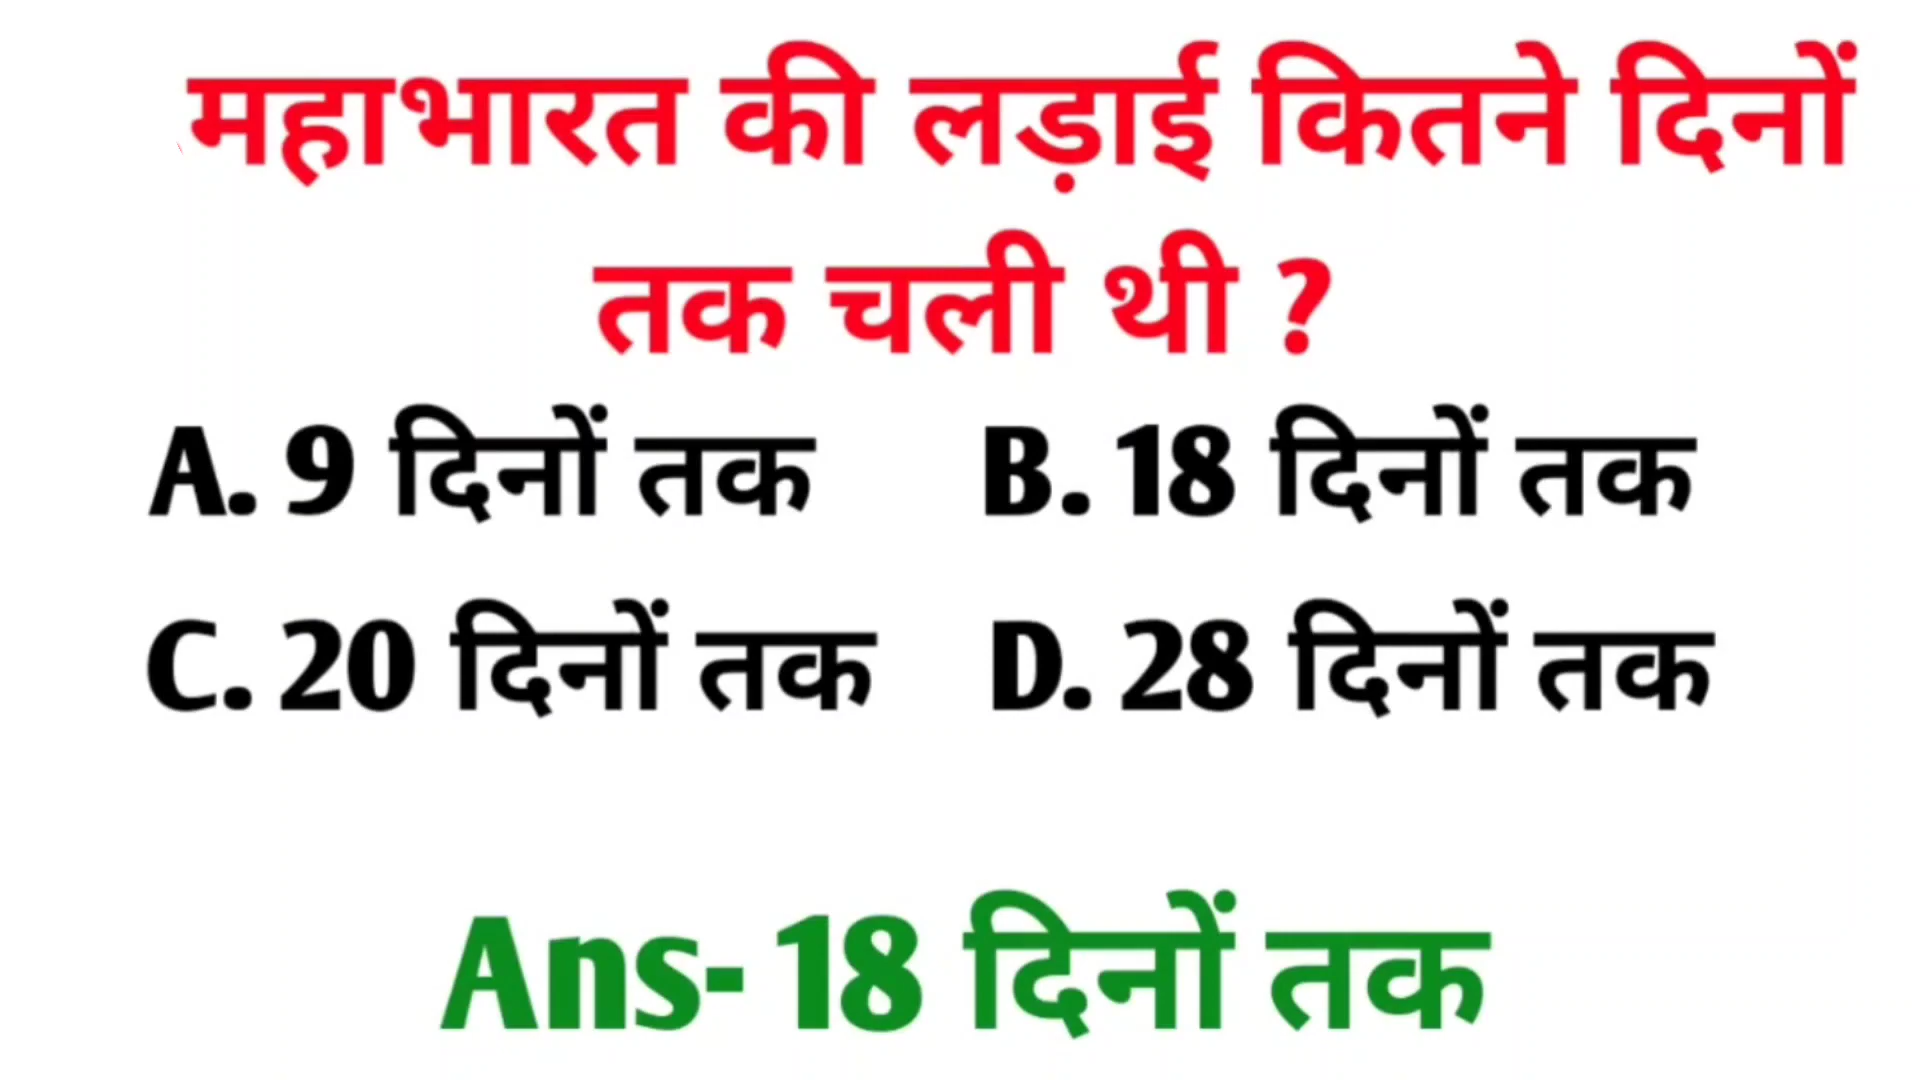 महाभारत की लड़ाई कितने दिनों
तक चली थी ?
A. 9 दिनों तक B. 18 दिनों तक
C. 20 दिनों तक D. 28 दिनों तक
Ans- 18 दिनों तक